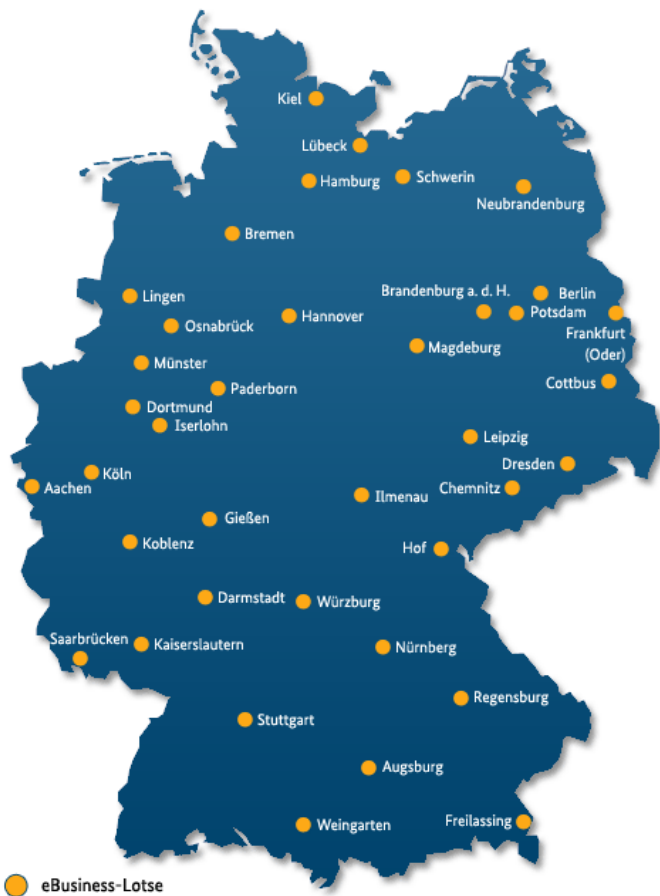 Kiel
Lübeck
Hamburg
Schwerin
Neubrandenburg
Bremen
Lingen
Osnabrück
Hannover
Brandenburg a. d. H.
Berlin
Potsdam
Frankfurt
(Oder)
Magdeburg
Münster
Paderborn
Cottbus
Dortmund
Iserlohn
Leipzig
Dresden
Köln
Aachen
Chemnitz
Ilmenau
Gießen
Koblenz
Hof
Darmstadt
Würzburg
Saarbrücken
Kaiserslautern
Nürnberg
Regensburg
Stuttgart
Augsburg
Weingarten
Freilassing
eBusiness-Lotse